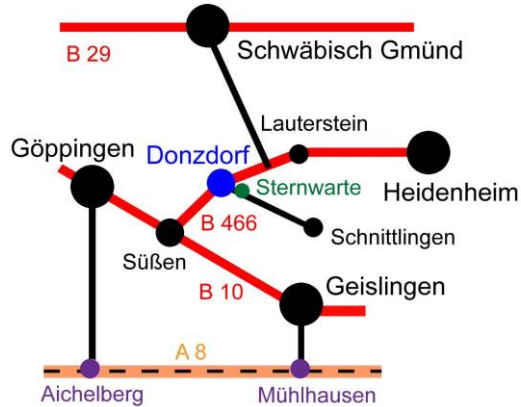 B 29
Schwäbisch Gmünd
Lauterstein
Göppingen
Donzdorf
Sternwarte
Heidenheim
B 466
Schnittlingen
Süßen
B 10
Geislingen
A 8
Aichelberg
Mühlhausen